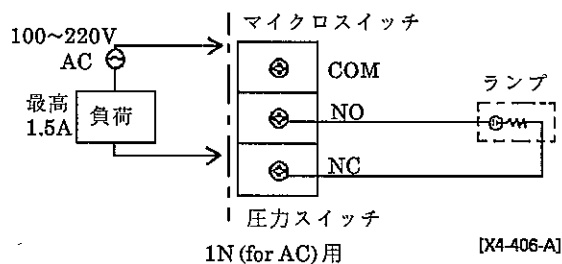 マイクロスイッチ
100~220V
AC
COM
ランプ
最高
1.5A
負荷
NO
NC
圧力スイッチ
1N (for AC) 用
[X4-406-A]